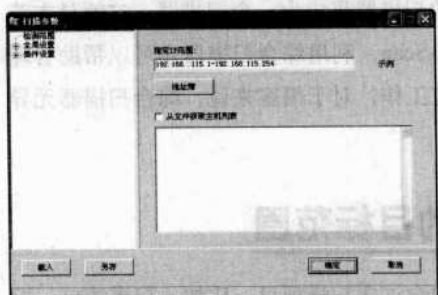 扫描参数
检测范围
全局设置
插件设置
指定IP范围:
192.168.115.1-192.168.115.254
示例
地址簿
从文件获取主机列表
载入
另存
确定
取消